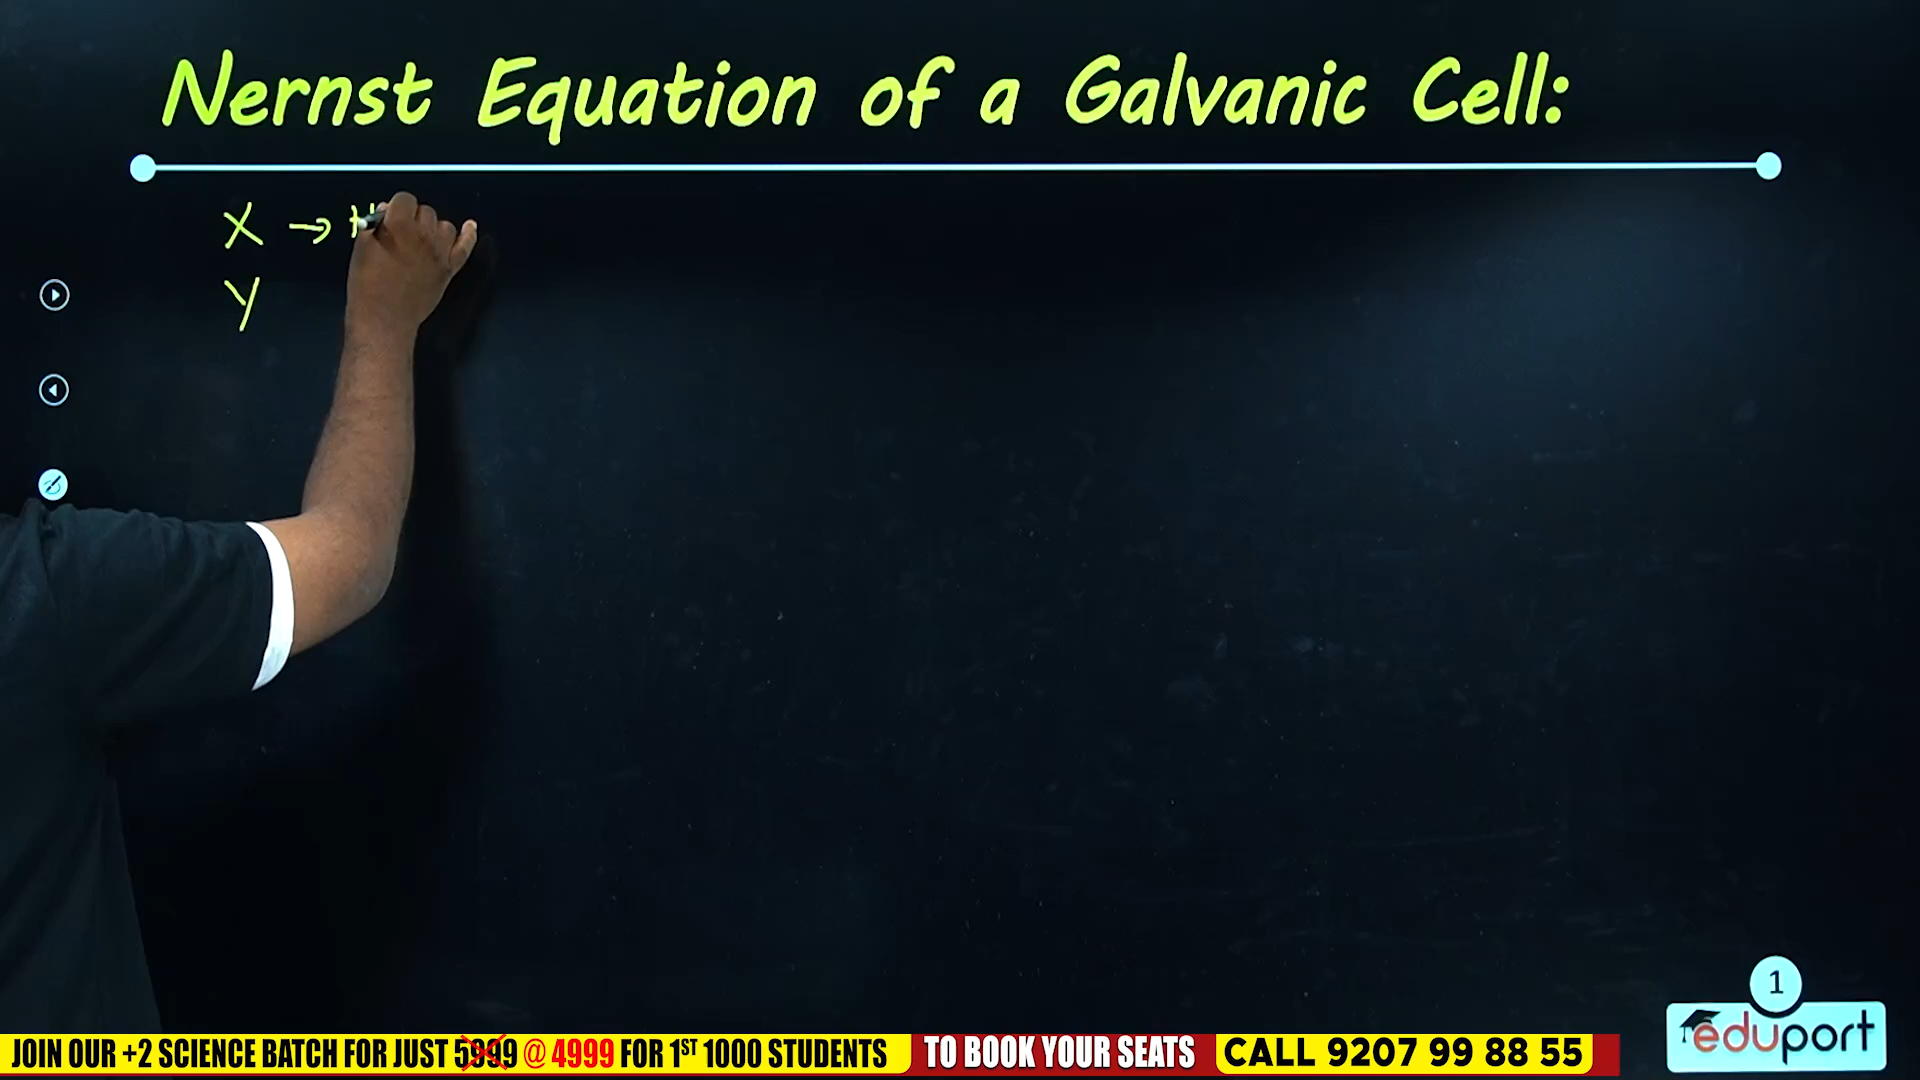 Nernst Equation of a Galvanic Cell:
X →
Y
1
eduport
JOIN OUR +2 SCIENCE BATCH FOR JUST 5999 @ 4999 FOR 1ST 1000 STUDENTS TO BOOK YOUR SEATS CALL 9207 99 88 55